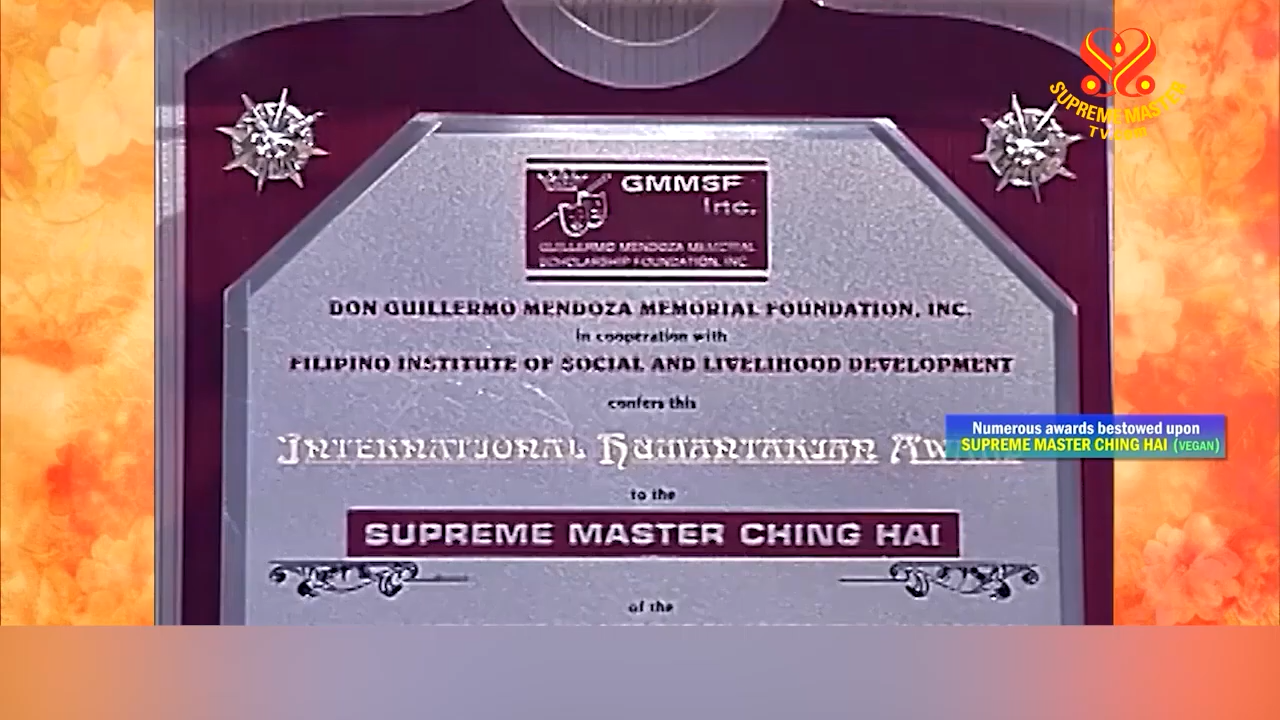 SUPREME MASTER
TV.com
GMMSF
Inc.
GUILLERMO MENDOZA MEMORIAL
SCHOLARSHIP FOUNDATION, INC.
DON GUILLERMO MENDOZA MEMORIAL FOUNDATION, INC.
in cooperation with
FILIPINO INSTITUTE OF SOCIAL AND LIVELIHOOD DEVELOPMENT
confers this
INTERNATIONAL HUMANTARIAN
Numerous awards bestowed upon
SUPREME MASTER CHING HAI (VEGAN)
to the
SUPREME MASTER CHING HAI
of the